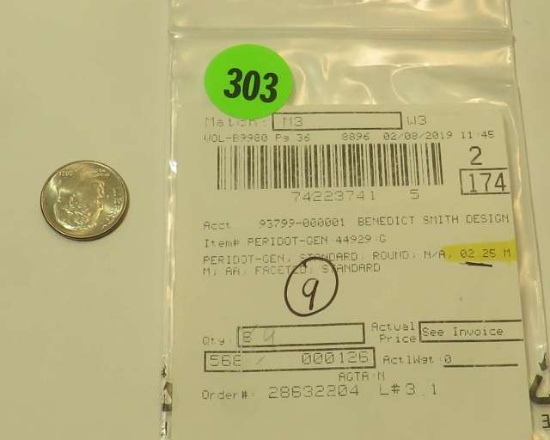 303
Match: M3 W3
VOL-B9980 Pg 36 8896 02/08/2019 11:45
2
74223741 5
174
Acct 93799-000001 BENEDICT SMITH DESIGN
Item# PERIDOT-GEN 44929 G
PERIDOT-GEN, STANDARD, ROUND, N/A, 02.25 M
M, AA, FACETED, STANDARD
9
Qty: Actual
Price See Invoice
568 000126 ActlWgt: 0
AGTA:N
Order#: 28632204 L#3.1